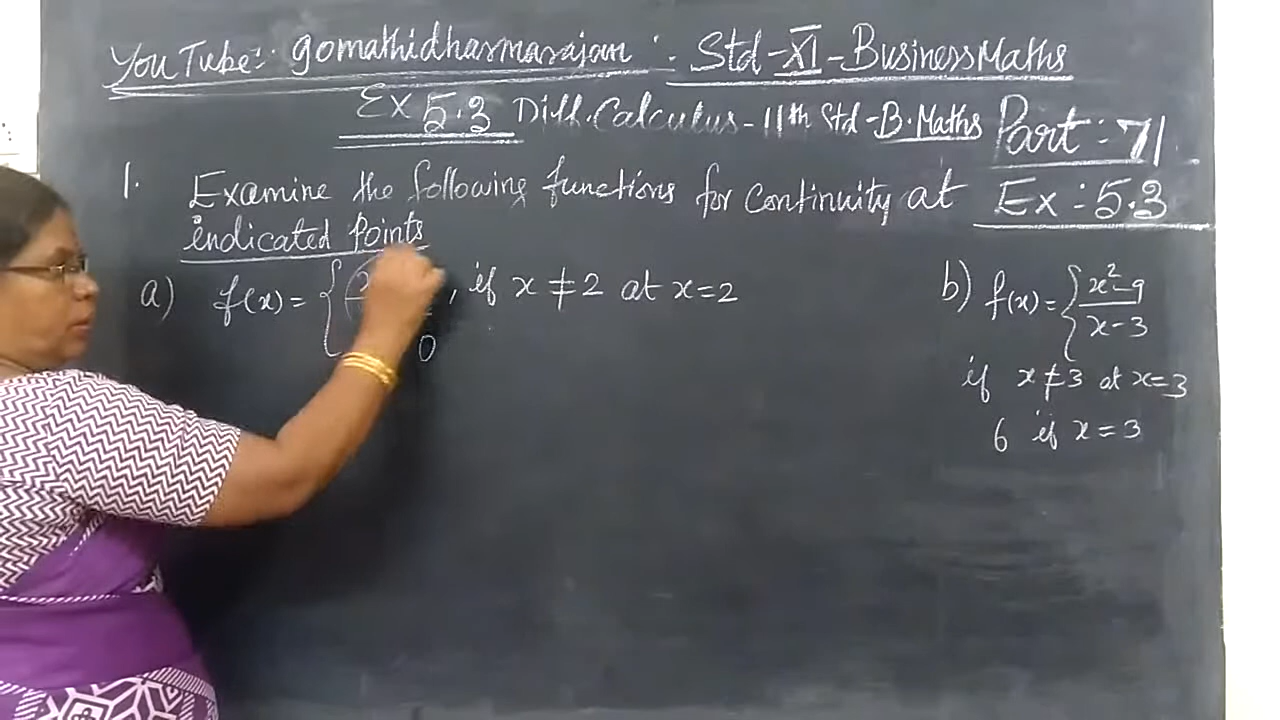 YouTube:- gomathidharmarajan :- Std-XI-Business Maths
Ex 5.3 Diff. Calculus - 11th Std - B.Maths Part:-71
1. Examine the following functions for continuity at Ex:-5.3
indicated points
a) f(x) = { , if x ≠ 2 at x=2
0
b) f(x) = { x²-9
x-3
if x ≠ 3 at x=3
6 if x = 3